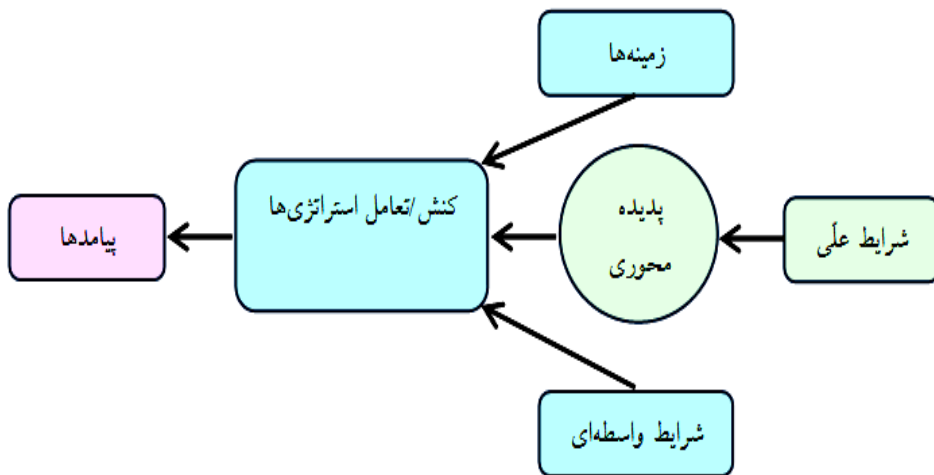 زمینه‌ها
شرایط علّی
پدیده
محوری
کنش/تعامل استراتژی‌ها
پیامدها
شرایط واسطه‌ای